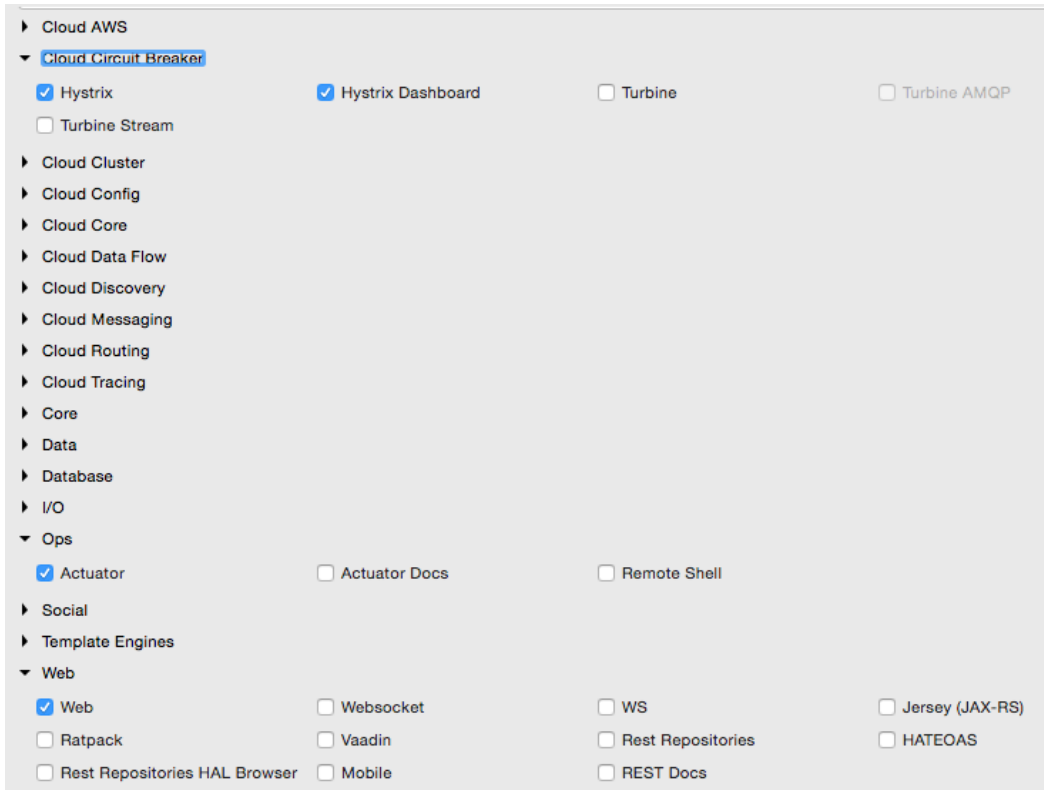 Cloud AWS
Cloud Circuit Breaker
Hystrix Hystrix Dashboard Turbine Turbine AMQP
Turbine Stream
Cloud Cluster
Cloud Config
Cloud Core
Cloud Data Flow
Cloud Discovery
Cloud Messaging
Cloud Routing
Cloud Tracing
Core
Data
Database
I/O
Ops
Actuator Actuator Docs Remote Shell
Social
Template Engines
Web
Web Websocket WS Jersey (JAX-RS)
Ratpack Vaadin Rest Repositories HATEOAS
Rest Repositories HAL Browser Mobile REST Docs